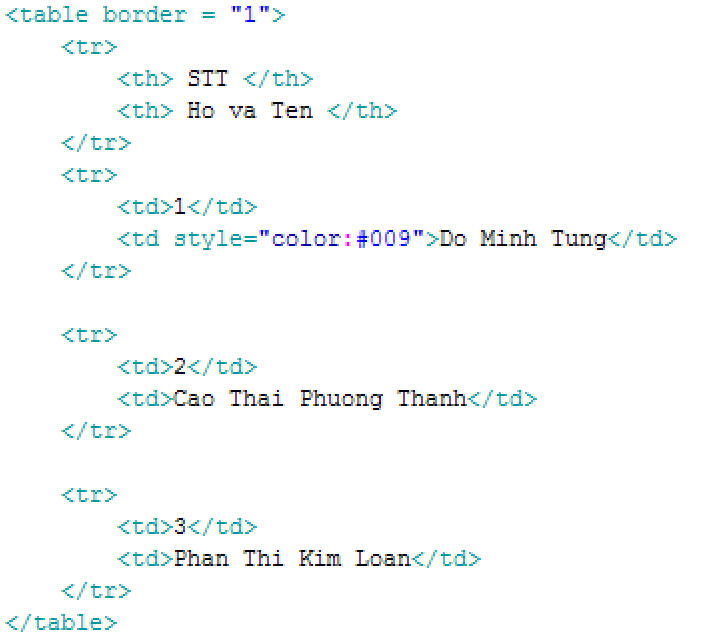 <table border = "1">
<tr>
<th> STT </th>
<th> Ho va Ten </th>
</tr>
<tr>
<td>1</td>
<td style="color:#009">Do Minh Tung</td>
</tr>
<tr>
<td>2</td>
<td>Cao Thai Phuong Thanh</td>
</tr>
<tr>
<td>3</td>
<td>Phan Thi Kim Loan</td>
</tr>
</table>